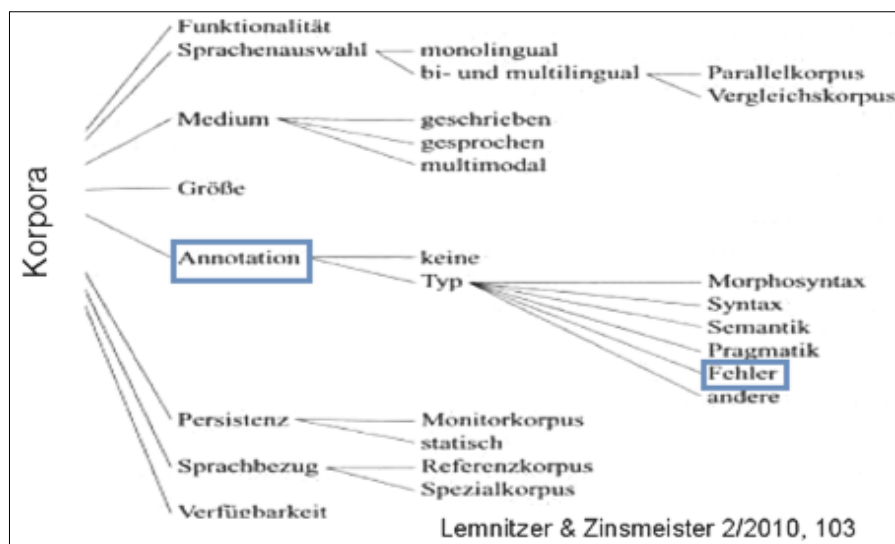 Korpora
Funktionalität
Sprachenauswahl
monolingual
bi- und multilingual
Parallelkorpus
Vergleichskorpus
Medium
geschrieben
gesprochen
multimodal
Größe
Annotation
keine
Typ
Morphosyntax
Syntax
Semantik
Pragmatik
Fehler
andere
Persistenz
Monitorkorpus
statisch
Sprachbezug
Referenzkorpus
Spezialkorpus
Verfügbarkeit
Lemnitzer & Zinsmeister 2/2010, 103